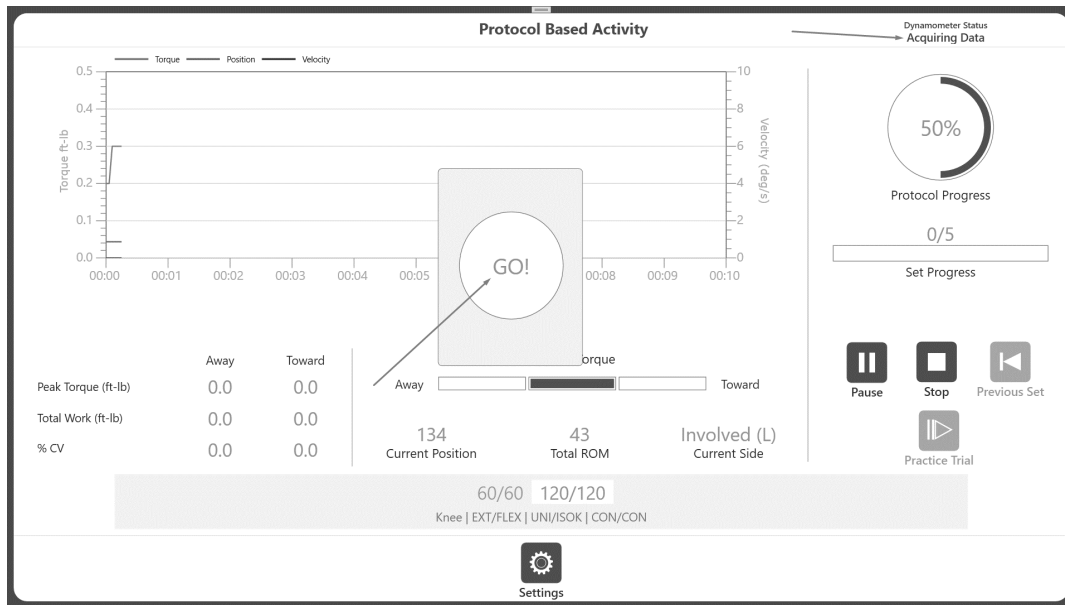 Protocol Based Activity
Dynamometer Status
Acquiring Data
Torque Position Velocity
0.5
0.4
0.3
0.2
0.1
0.0
Torque ft-lb
10
8
6
4
2
0
Velocity (deg/s)
00:00 00:01 00:02 00:03 00:04 00:05 00:08 00:09 00:10
GO!
50%
Protocol Progress
0/5
Set Progress
Pause
Stop
Previous Set
Practice Trial
Away Toward
Peak Torque (ft-lb) 0.0 0.0
Total Work (ft-lb) 0.0 0.0
% CV 0.0 0.0
orque
Away Toward
134 43 Involved (L)
Current Position Total ROM Current Side
60/60 120/120
Knee | EXT/FLEX | UNI/ISOK | CON/CON
Settings